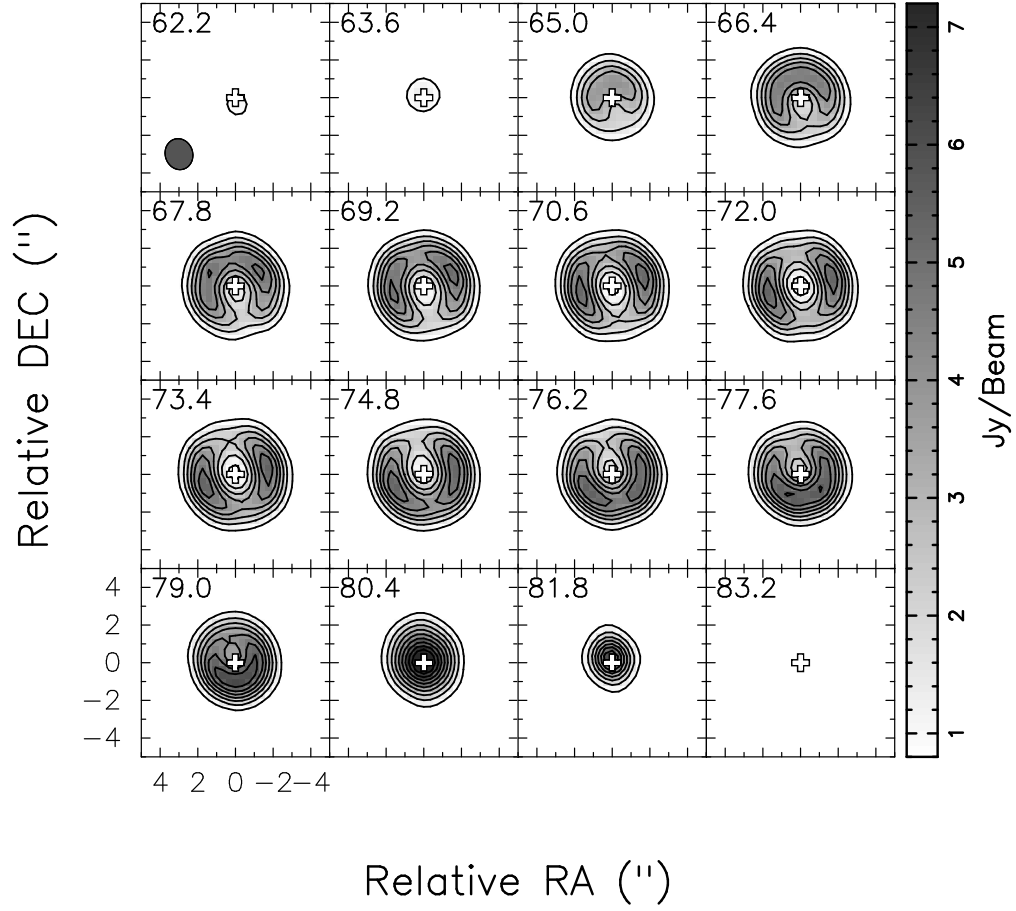 62.2 63.6 65.0 66.4
67.8 69.2 70.6 72.0
73.4 74.8 76.2 77.6
79.0 80.4 81.8 83.2
4
2
0
−2
−4
4 2 0 −2−4
Relative RA (")
Relative DEC (")
7
6
5
4
3
2
1
Jy/Beam